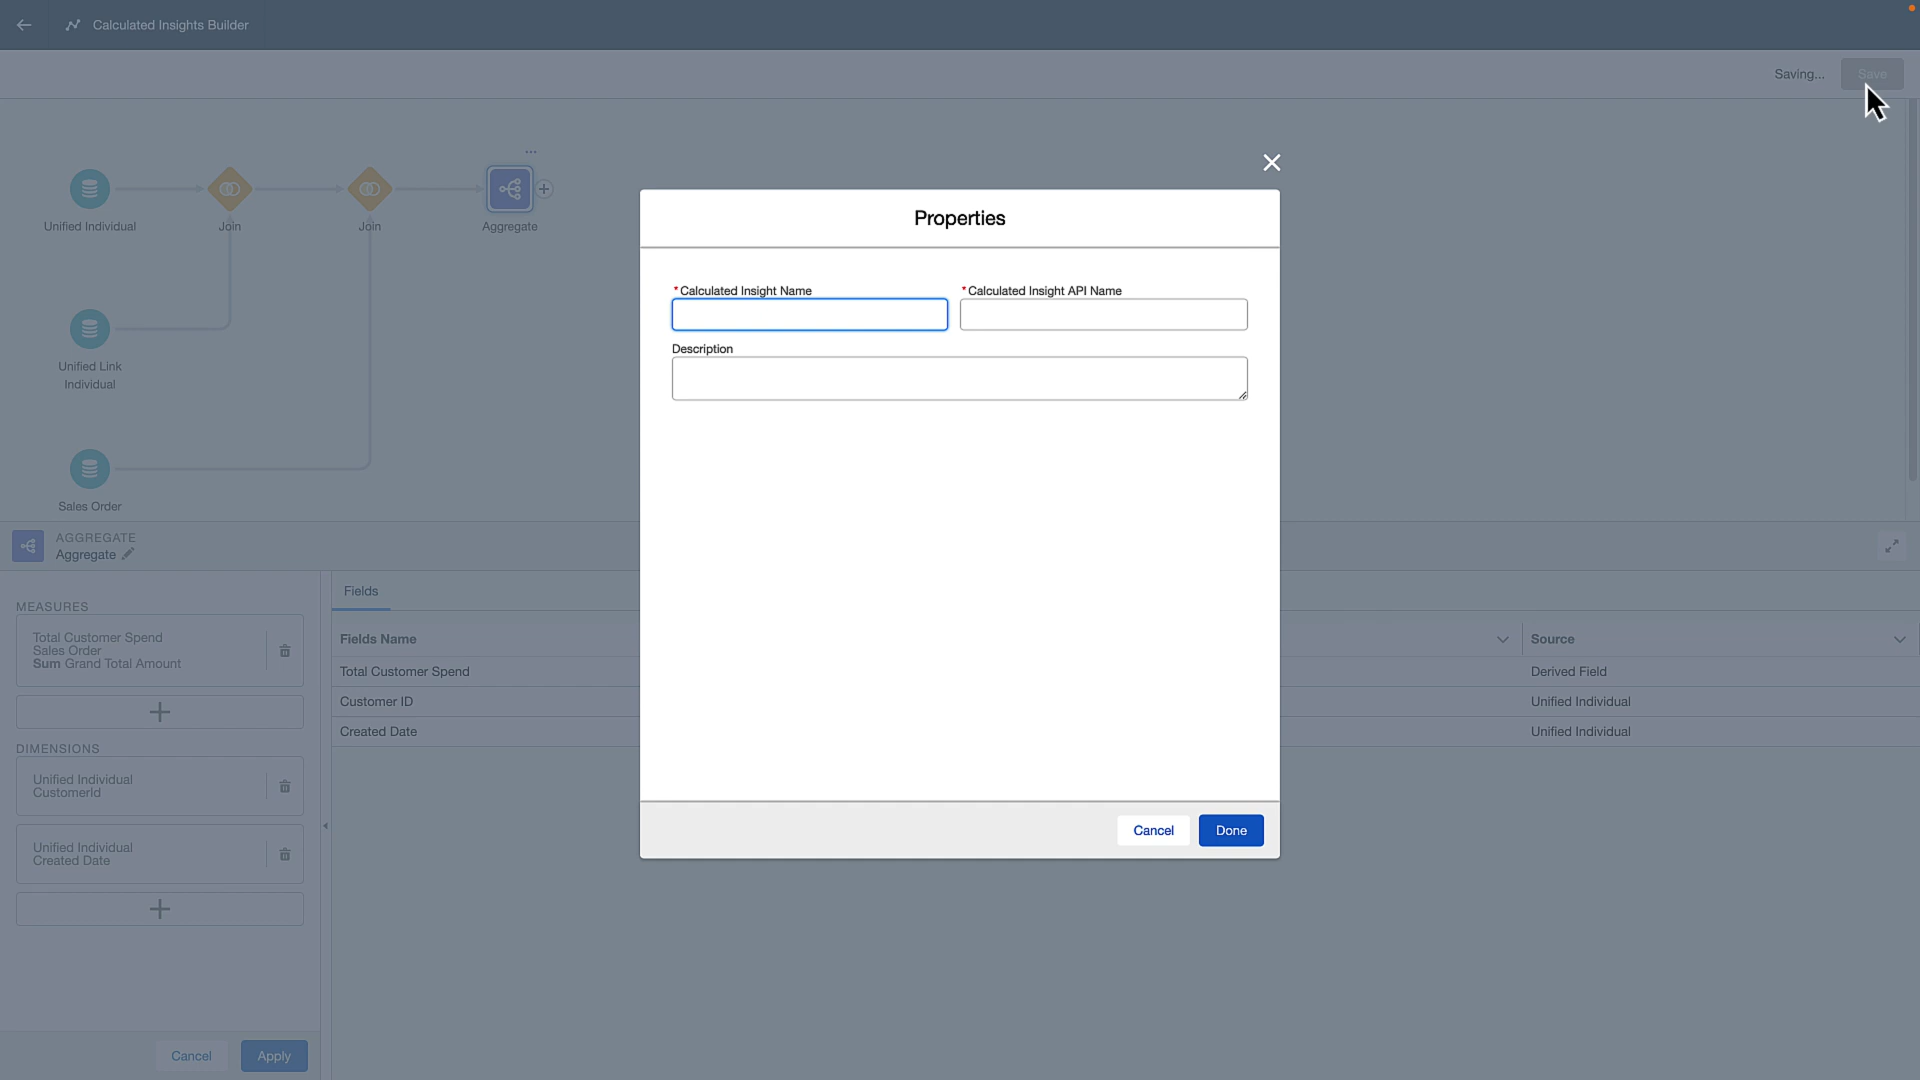 Calculated Insights Builder
Saving...
Save
...
Unified Individual
Join
Join
Aggregate
Unified Link
Individual
Sales Order
Properties
*Calculated Insight Name
*Calculated Insight API Name
Description
Cancel
Done
AGGREGATE
Aggregate
MEASURES
Total Customer Spend
Sales Order
Sum Grand Total Amount
DIMENSIONS
Unified Individual
CustomerId
Unified Individual
Created Date
Cancel
Apply
Fields
Fields Name
Source
Total Customer Spend
Derived Field
Customer ID
Unified Individual
Created Date
Unified Individual